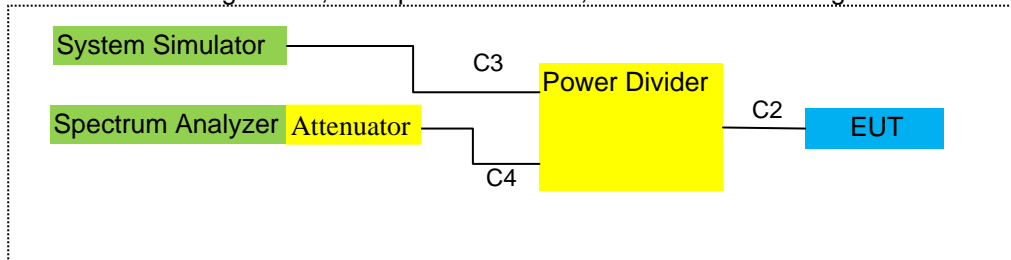 System Simulator
C3
Power Divider
C2
Spectrum Analyzer
Attenuator
EUT
C4